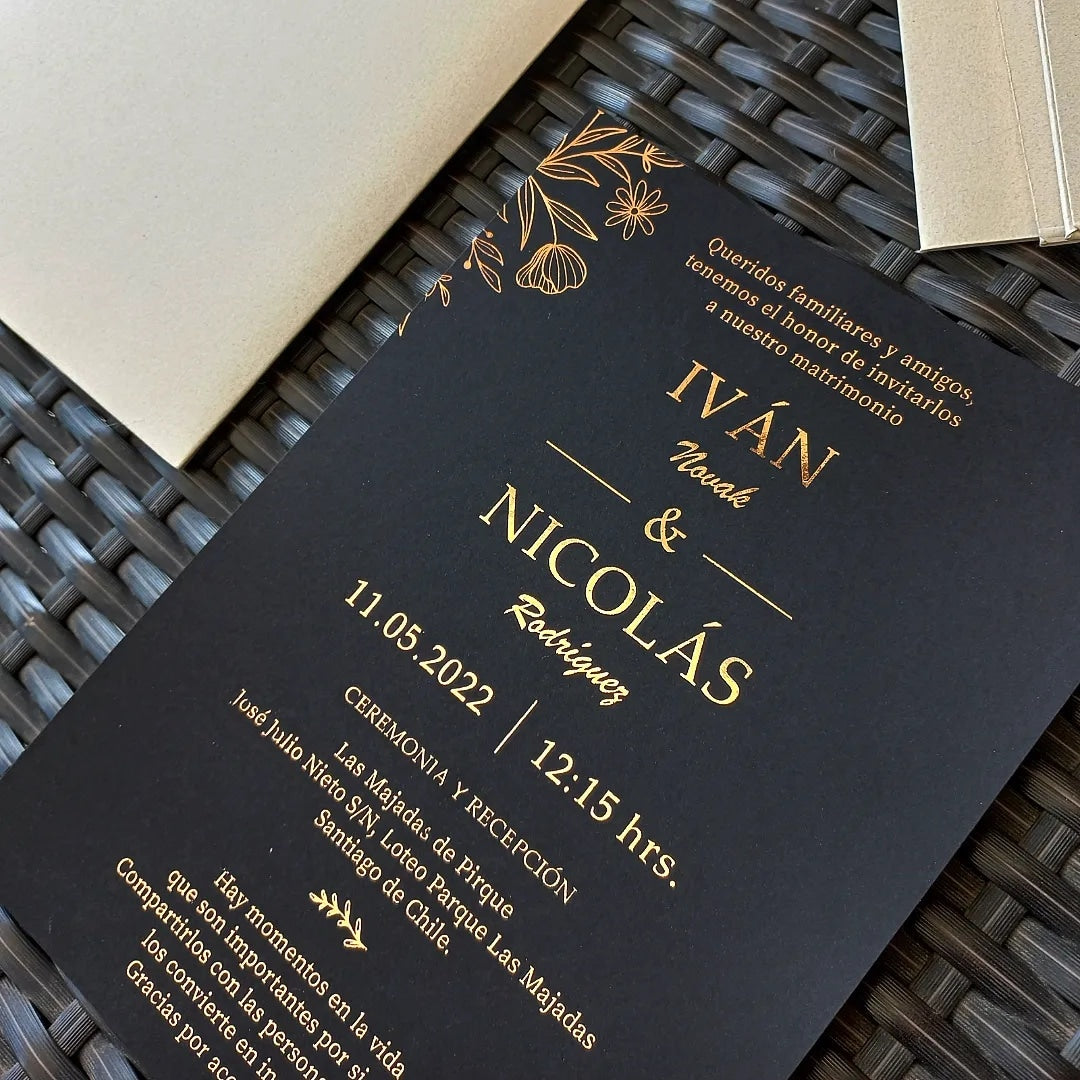 Queridos familiares y amigos,
tenemos el honor de invitarlos
a nuestro matrimonio
IVÁN
Novak
&
NICOLÁS
Rodríguez
11.05.2022 | 12:15 hrs.
CEREMONIA Y RECEPCIÓN
Las Majadas de Pirque
José Julio Nieto S/N, Loteo Parque Las Majadas
Santiago de Chile.
Hay momentos en la vida
que son importantes por si
Compartirlos con las
los convierte en
Gracias por